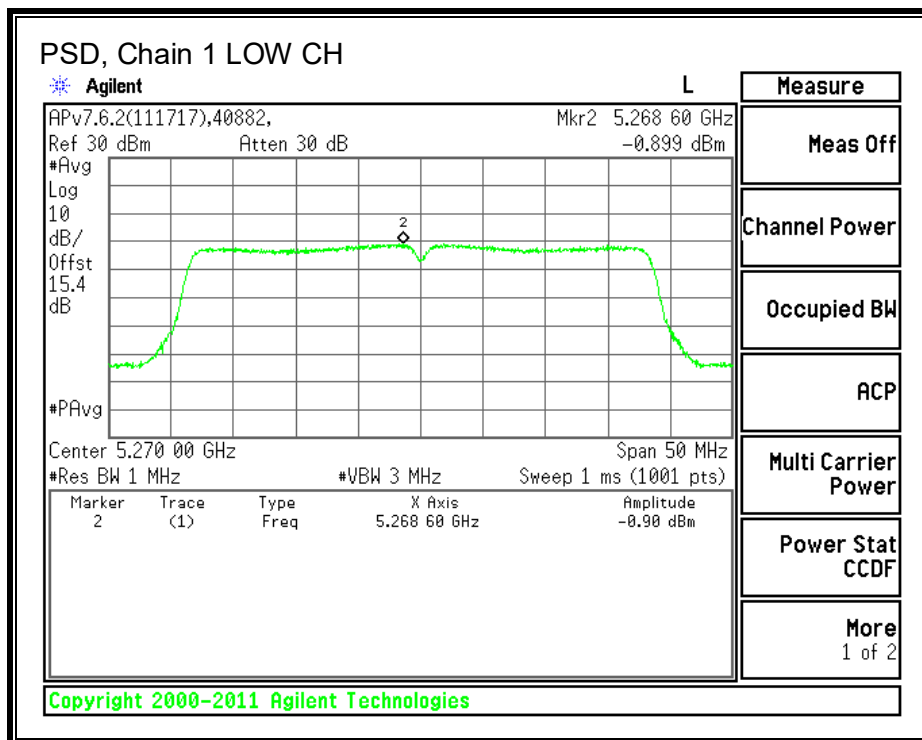 PSD, Chain 1 LOW CH
Agilent L
APv7.6.2(111717),40882, Mkr2 5.268 60 GHz
Ref 30 dBm Atten 30 dB -0.899 dBm
#Avg
Log
10
dB/
Offst
15.4
dB
2
#PAvg
Center 5.270 00 GHz Span 50 MHz
#Res BW 1 MHz #VBW 3 MHz Sweep 1 ms (1001 pts)
Marker Trace Type X Axis Amplitude
2 (1) Freq 5.268 60 GHz -0.90 dBm
Measure
Meas Off
Channel Power
Occupied BW
ACP
Multi Carrier
Power
Power Stat
CCDF
More
1 of 2
Copyright 2000-2011 Agilent Technologies